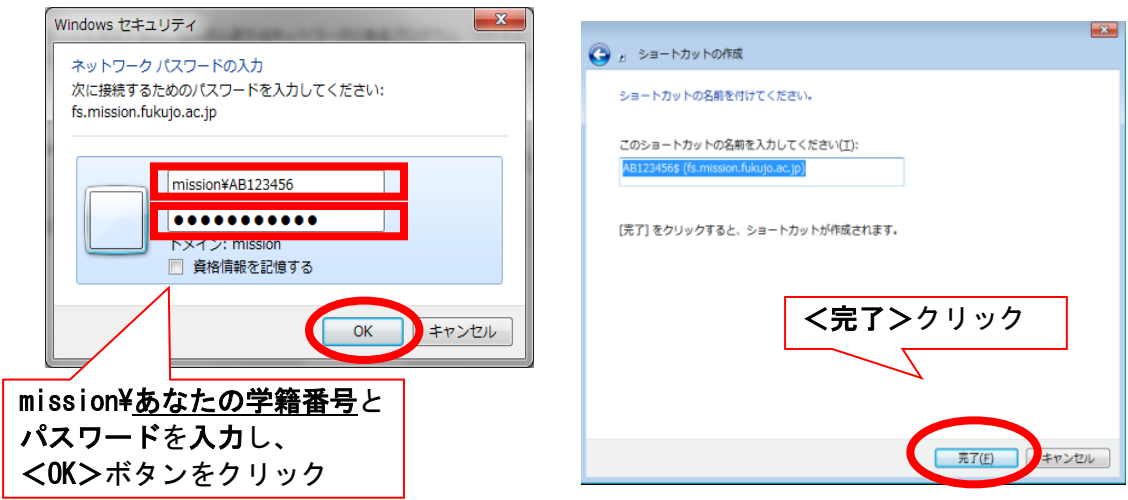 Windows セキュリティ
ネットワーク パスワードの入力
次に接続するためのパスワードを入力してください:
fs.mission.fukujo.ac.jp
mission¥AB123456
●●●●●●●●●●●
ドメイン: mission
資格情報を記憶する
OK
キャンセル
mission¥あなたの学籍番号と
パスワードを入力し、
<OK>ボタンをクリック
ショートカットの作成
ショートカットの名前を付けてください。
このショートカットの名前を入力してください(T):
AB123456$ (fs.mission.fukujo.ac.jp)
[完了] をクリックすると、ショートカットが作成されます。
<完了>クリック
完了(F)
キャンセル